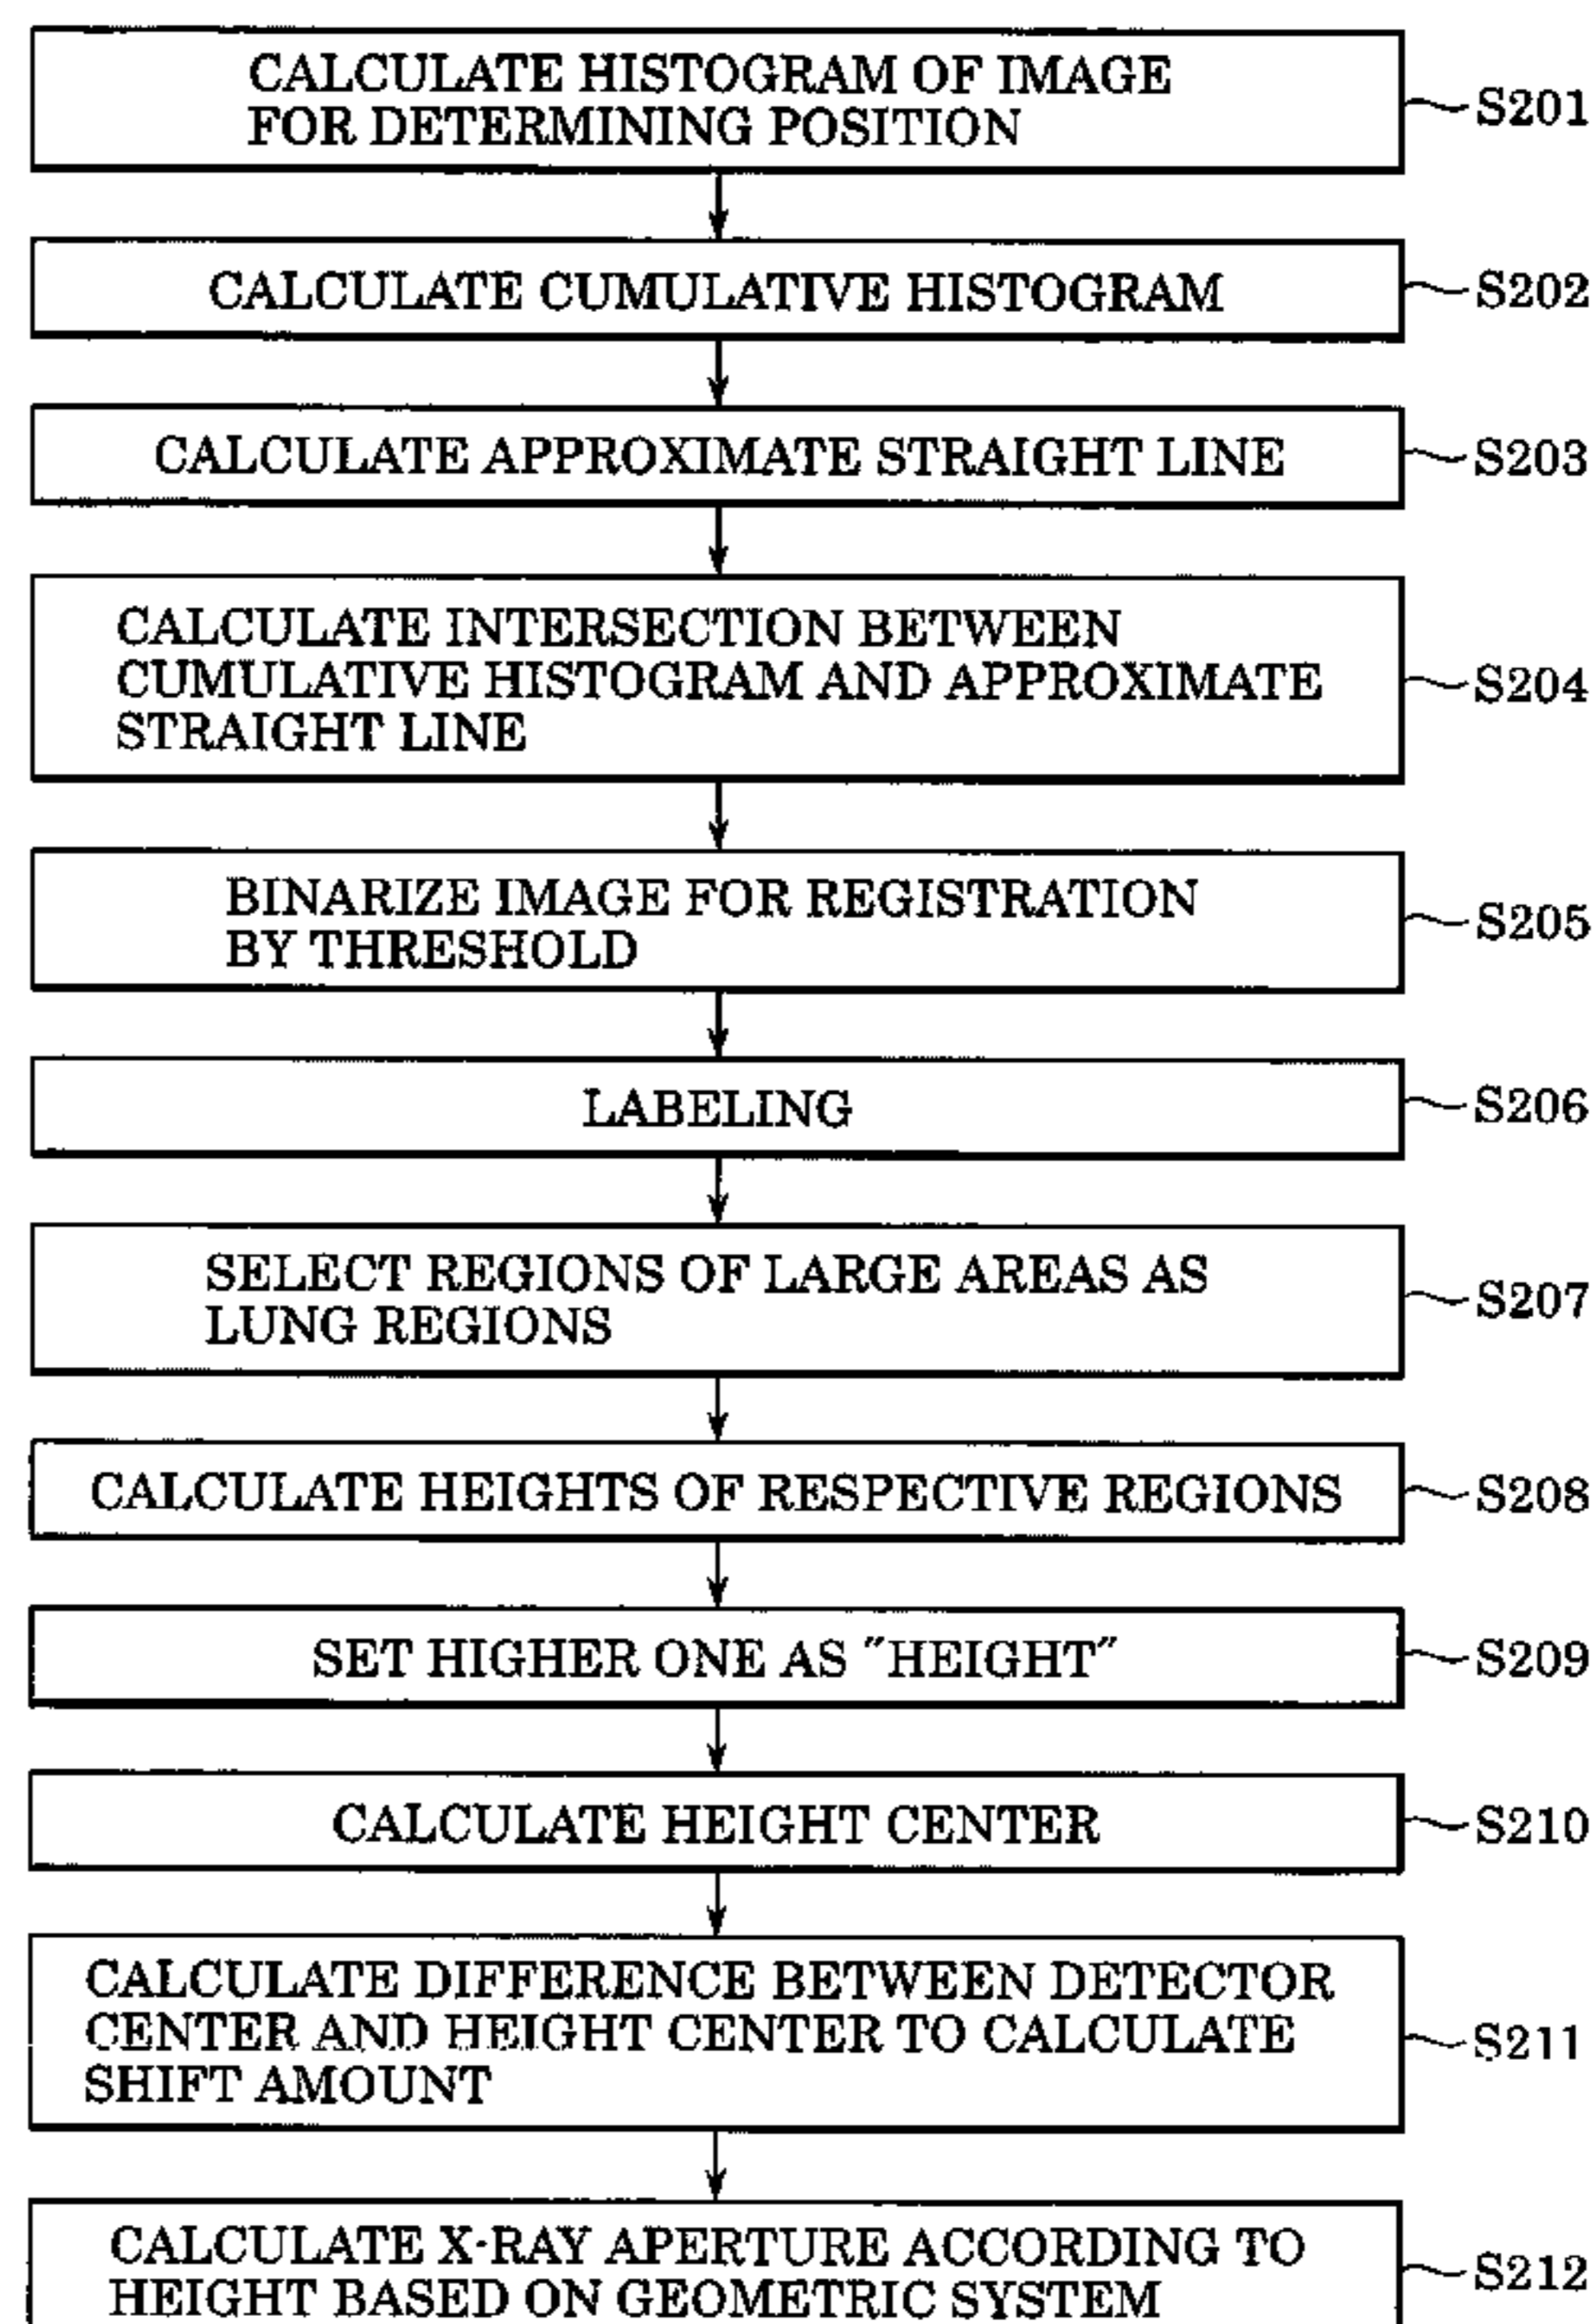 CALCULATE HISTOGRAM OF IMAGE
FOR DETERMINING POSITION
S201
CALCULATE CUMULATIVE HISTOGRAM
S202
CALCULATE APPROXIMATE STRAIGHT LINE
S203
CALCULATE INTERSECTION BETWEEN
CUMULATIVE HISTOGRAM AND APPROXIMATE
STRAIGHT LINE
S204
BINARIZE IMAGE FOR REGISTRATION
BY THRESHOLD
S205
LABELING
S206
SELECT REGIONS OF LARGE AREAS AS
LUNG REGIONS
S207
CALCULATE HEIGHTS OF RESPECTIVE REGIONS
S208
SET HIGHER ONE AS "HEIGHT"
S209
CALCULATE HEIGHT CENTER
S210
CALCULATE DIFFERENCE BETWEEN DETECTOR
CENTER AND HEIGHT CENTER TO CALCULATE
SHIFT AMOUNT
S211
CALCULATE X-RAY APERTURE ACCORDING TO
HEIGHT BASED ON GEOMETRIC SYSTEM
S212